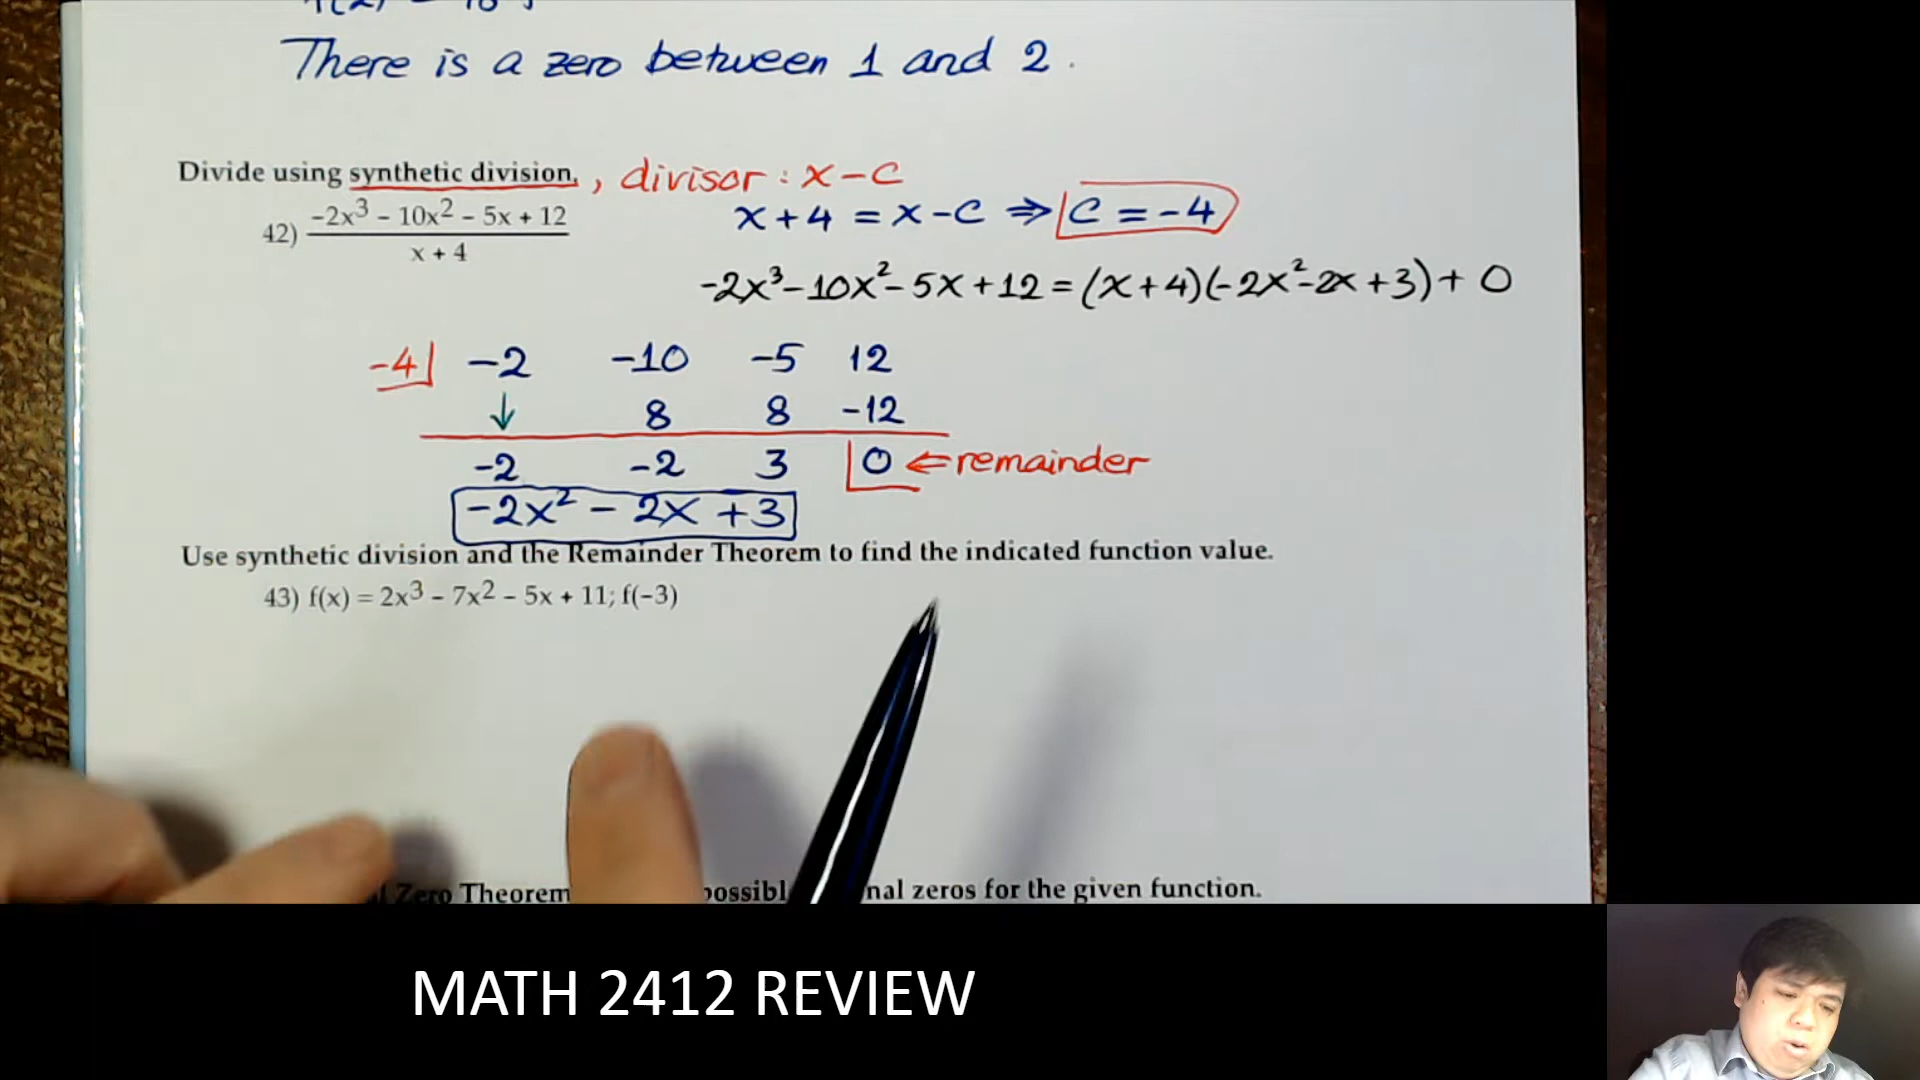 There is a zero between 1 and 2.
Divide using synthetic division. , divisor : x - c
42) -2x³ - 10x² - 5x + 12
x + 4
x + 4 = x - c ⇒ c = -4
-2x³ - 10x² - 5x + 12 = (x + 4)(-2x² - 2x + 3) + 0
-4 -2 -10 -5 12
↓ 8 8 -12
-2 -2 3 0 ← remainder
-2x² - 2x + 3
Use synthetic division and the Remainder Theorem to find the indicated function value.
43) f(x) = 2x³ - 7x² - 5x + 11; f(-3)
Zero Theorem zeros for the given function.
MATH 2412 REVIEW